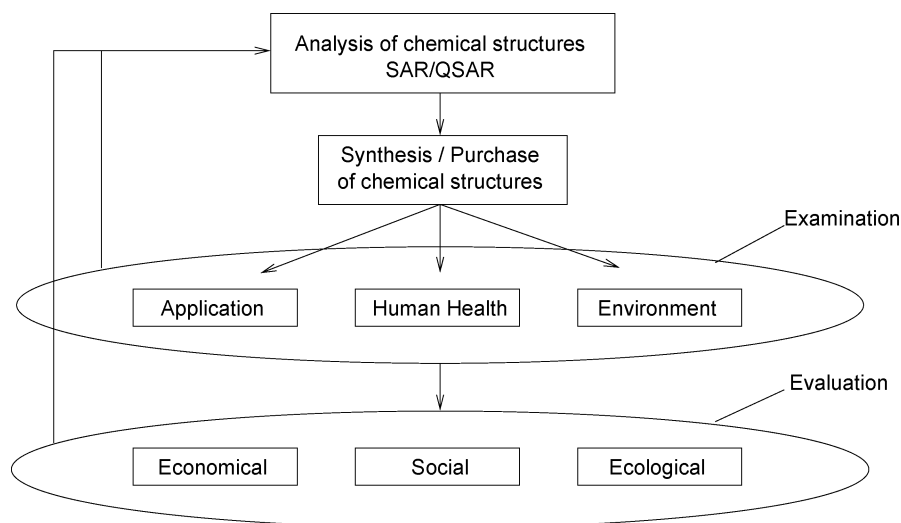 Analysis of chemical structures
SAR/QSAR
Synthesis / Purchase
of chemical structures
Examination
Application
Human Health
Environment
Evaluation
Economical
Social
Ecological